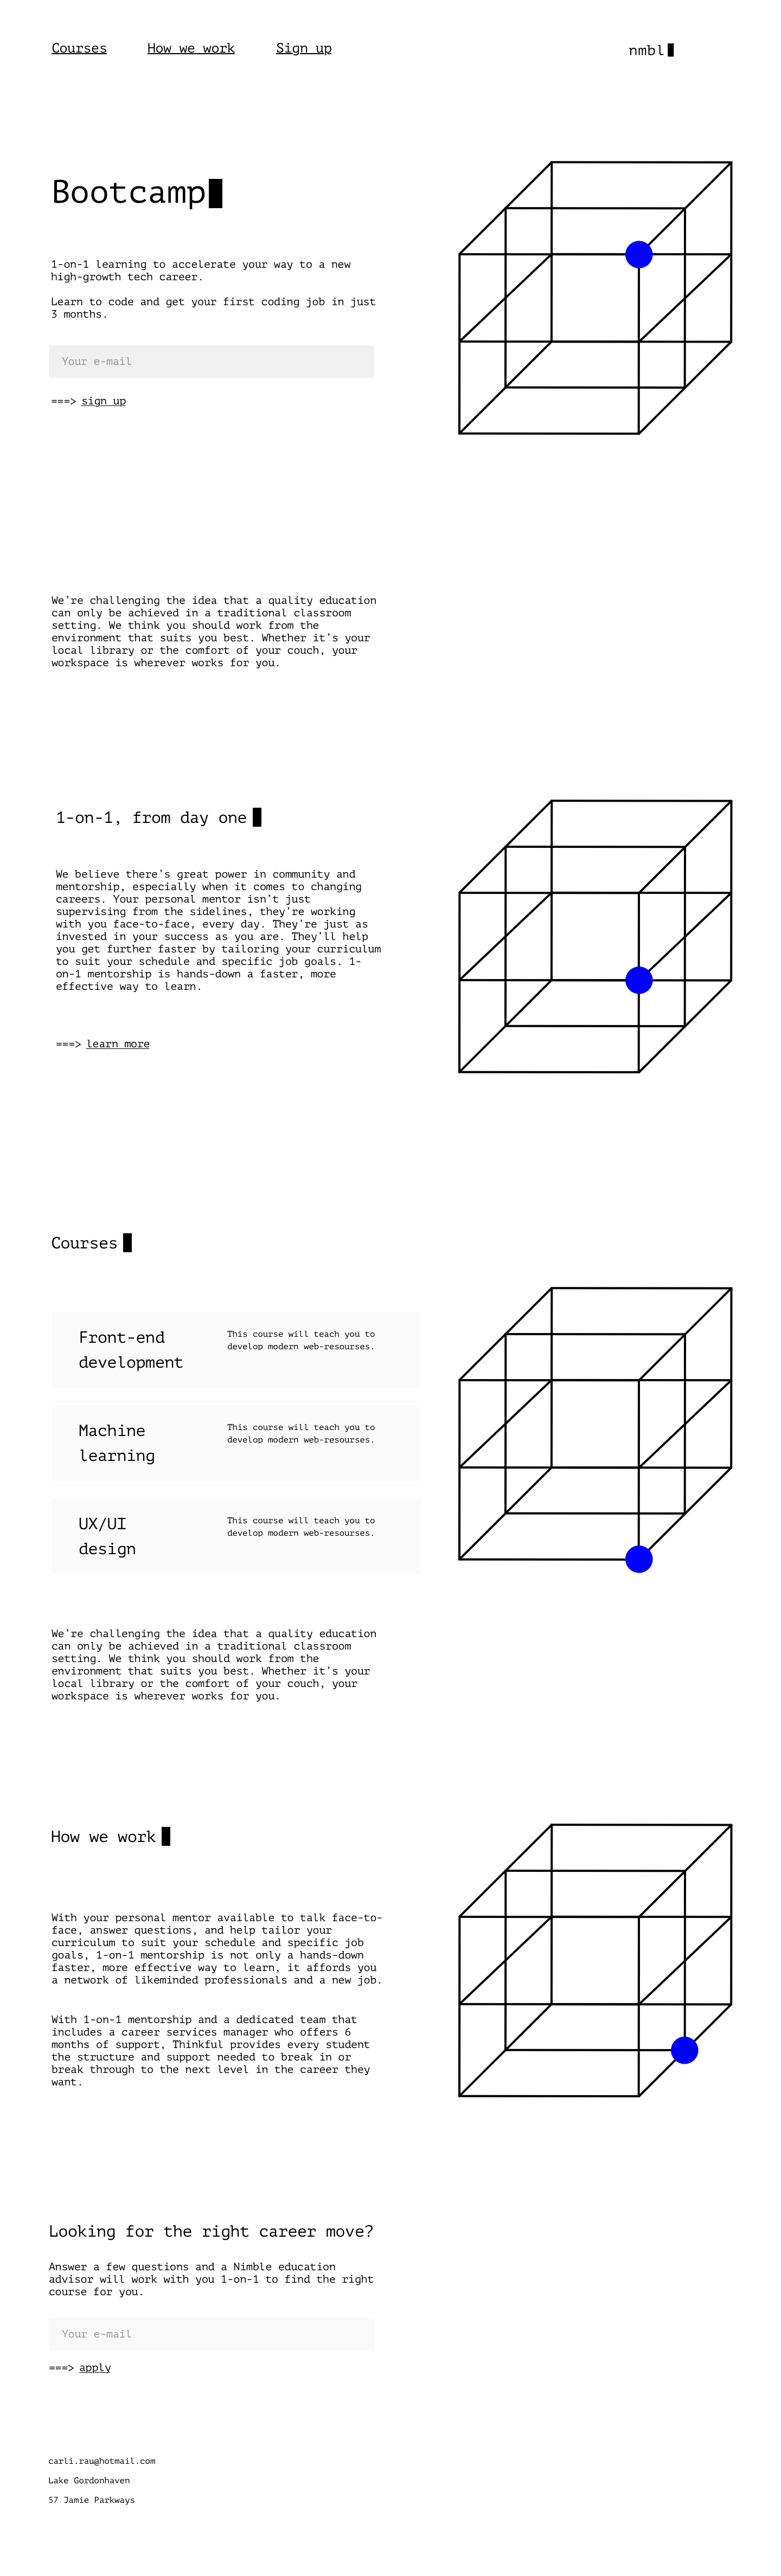 Courses How we work Sign up nmbl
Bootcamp
1-on-1 learning to accelerate your way to a new
high-growth tech career.
Learn to code and get your first coding job in just
3 months.
Your e-mail
===> sign up
We're challenging the idea that a quality education
can only be achieved in a traditional classroom
setting. We think you should work from the
environment that suits you best. Whether it's your
local library or the comfort of your couch, your
workspace is wherever works for you.
1-on-1, from day one
We believe there's great power in community and
mentorship, especially when it comes to changing
careers. Your personal mentor isn't just
supervising from the sidelines, they're working
with you face-to-face, every day. They're just as
invested in your success as you are. They'll help
you get further faster by tailoring your curriculum
to suit your schedule and specific job goals. 1-
on-1 mentorship is hands-down a faster, more
effective way to learn.
===> learn more
Courses
Front-end
development
This course will teach you to
develop modern web-resourses.
Machine
learning
This course will teach you to
develop modern web-resourses.
UX/UI
design
This course will teach you to
develop modern web-resourses.
We're challenging the idea that a quality education
can only be achieved in a traditional classroom
setting. We think you should work from the
environment that suits you best. Whether it's your
local library or the comfort of your couch, your
workspace is wherever works for you.
How we work
With your personal mentor available to talk face-to-
face, answer questions, and help tailor your
curriculum to suit your schedule and specific job
goals, 1-on-1 mentorship is not only a hands-down
faster, more effective way to learn, it affords you
a network of likeminded professionals and a new job.
With 1-on-1 mentorship and a dedicated team that
includes a career services manager who offers 6
months of support, Thinkful provides every student
the structure and support needed to break in or
break through to the next level in the career they
want.
Looking for the right career move?
Answer a few questions and a Nimble education
advisor will work with you 1-on-1 to find the right
course for you.
Your e-mail
===> apply
carli.rau@hotmail.com
Lake Gordonhaven
57 Jamie Parkways